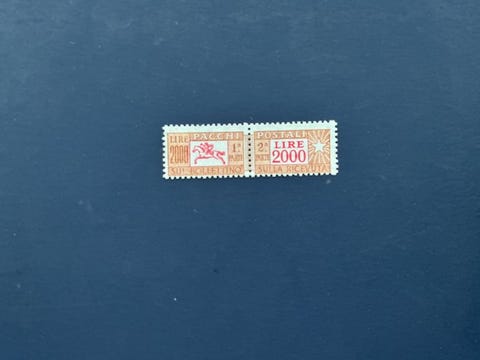 LIRE 2000
PACCHI
1ª PARTE
SUL BOLLETTINO
POSTALI
2ª PARTE
LIRE
2000
SULLA RICEVUTA